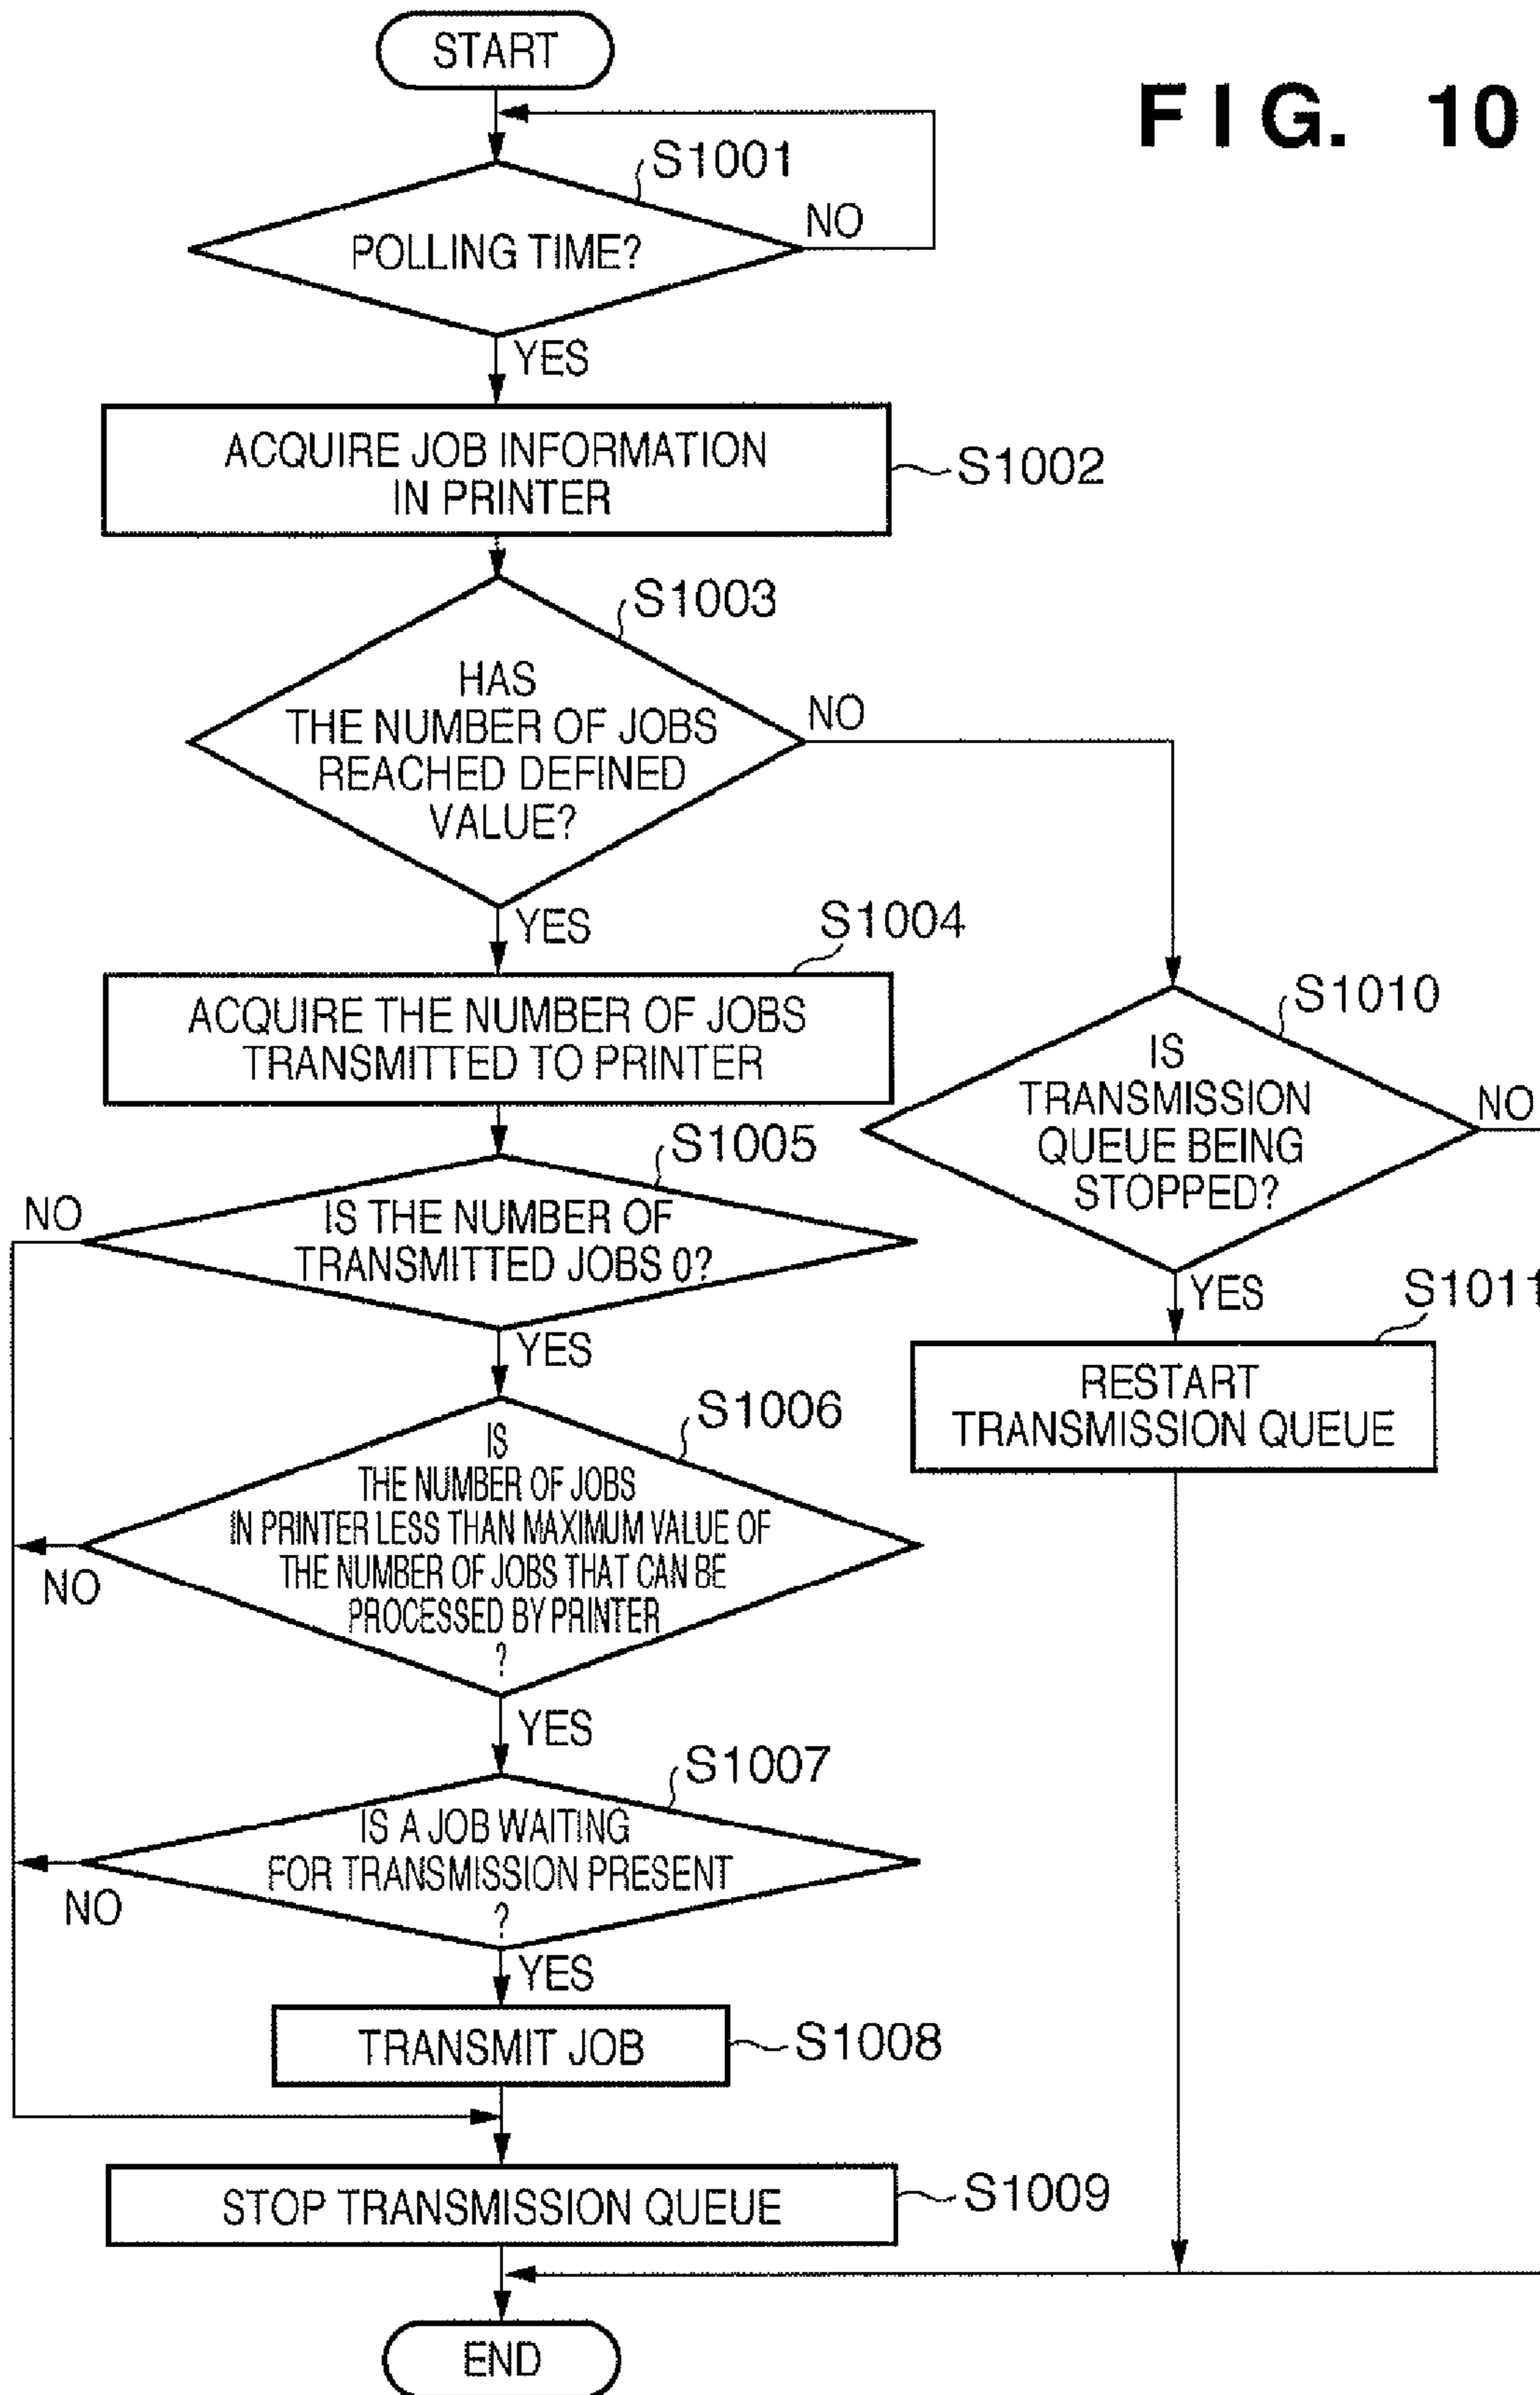 START
FIG. 10
S1001
POLLING TIME?
NO
YES
ACQUIRE JOB INFORMATION
IN PRINTER
S1002
S1003
HAS
THE NUMBER OF JOBS
REACHED DEFINED
VALUE?
NO
YES
S1004
ACQUIRE THE NUMBER OF JOBS
TRANSMITTED TO PRINTER
S1010
IS
TRANSMISSION
QUEUE BEING
STOPPED?
NO
YES
S1005
IS THE NUMBER OF
TRANSMITTED JOBS 0?
NO
YES
S1011
RESTART
TRANSMISSION QUEUE
S1006
IS
THE NUMBER OF JOBS
IN PRINTER LESS THAN MAXIMUM VALUE OF
THE NUMBER OF JOBS THAT CAN BE
PROCESSED BY PRINTER
?
NO
YES
S1007
IS A JOB WAITING
FOR TRANSMISSION PRESENT
?
NO
YES
TRANSMIT JOB
S1008
STOP TRANSMISSION QUEUE
S1009
END